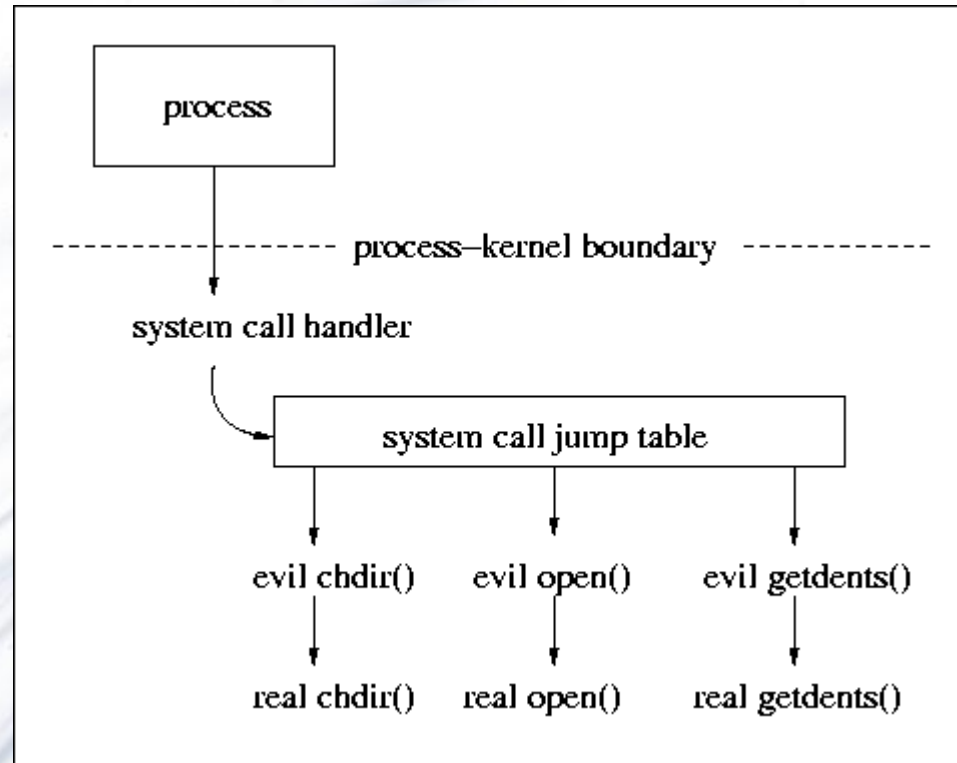 process
process–kernel boundary
system call handler
system call jump table
evil chdir() evil open() evil getdents()
real chdir() real open() real getdents()